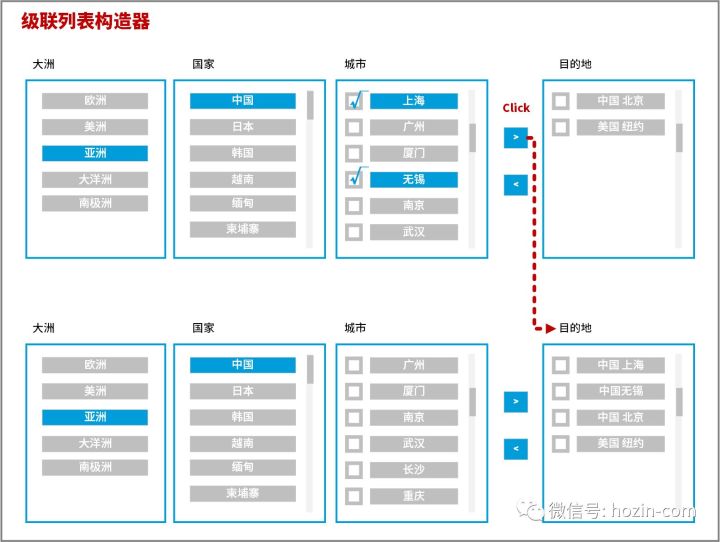 级联列表构造器
大洲
国家
城市
目的地
欧洲
美洲
亚洲
大洋洲
南极洲
中国
日本
韩国
越南
缅甸
柬埔寨
上海
广州
厦门
无锡
南京
武汉
Click
>
<
中国 北京
美国 纽约
大洲
国家
城市
目的地
欧洲
美洲
亚洲
大洋洲
南极洲
中国
日本
韩国
越南
缅甸
柬埔寨
广州
厦门
南京
武汉
长沙
重庆
>
<
中国 上海
中国无锡
中国 北京
美国 纽约
微信号: hozin-com